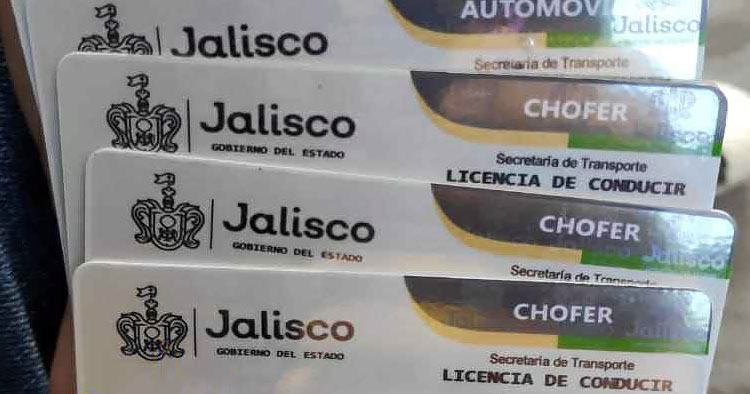 AUTOMOVI
Jalisco
Jalisco
Secretaría de Transporte
CHOFER
Jalisco
GOBIERNO DEL ESTADO
Secretaría de Transporte
LICENCIA DE CONDUCIR
CHOFER
Jalisco
Jalisco
GOBIERNO DEL ESTADO
Secretaría de Transporte
CHOFER
Jalisco
Jalisco
GOBIERNO DEL ESTADO
Secretaría de Transporte
LICENCIA DE CONDUCIR